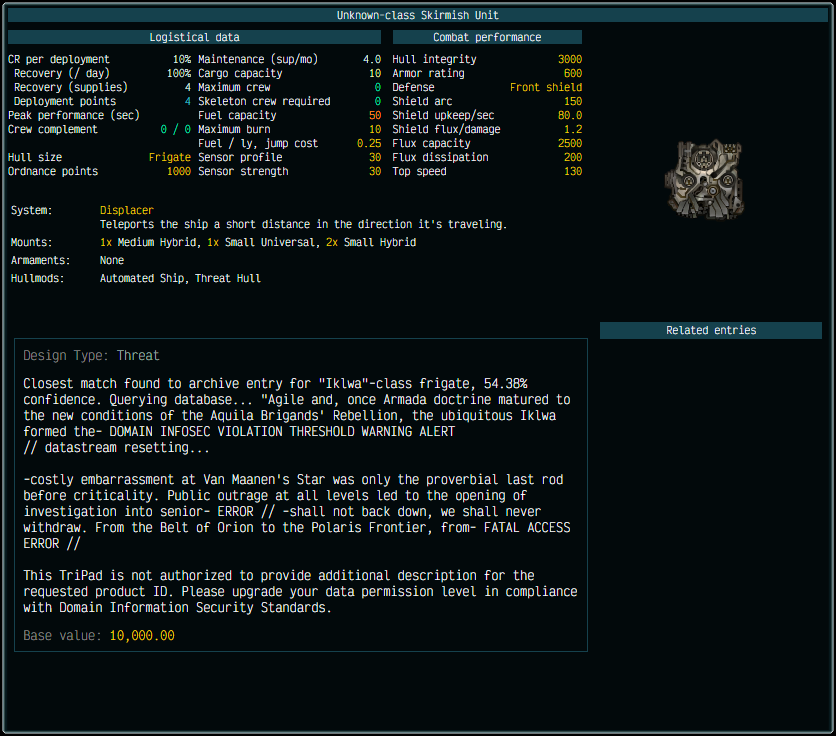 Unknown-class Skirmish Unit
Logistical data
CR per deployment 10% Maintenance (sup/mo) 4.0
Recovery (/ day) 100% Cargo capacity 10
Recovery (supplies) 4 Maximum crew 0
Deployment points 4 Skeleton crew required 0
Peak performance (sec) Fuel capacity 50
Crew complement 0 / 0 Maximum burn 10
Fuel / ly, jump cost 0.25
Hull size Frigate Sensor profile 30
Ordnance points 1000 Sensor strength 30
Combat performance
Hull integrity 3000
Armor rating 600
Defense Front shield
Shield arc 150
Shield upkeep/sec 80.0
Shield flux/damage 1.2
Flux capacity 2500
Flux dissipation 200
Top speed 130
System: Displacer
Teleports the ship a short distance in the direction it's traveling.
Mounts: 1x Medium Hybrid, 1x Small Universal, 2x Small Hybrid
Armaments: None
Hullmods: Automated Ship, Threat Hull
Related entries
Design Type: Threat
Closest match found to archive entry for "Iklwa"-class frigate, 54.38%
confidence. Querying database... "Agile and, once Armada doctrine matured to
the new conditions of the Aquila Brigands' Rebellion, the ubiquitous Iklwa
formed the- DOMAIN INFOSEC VIOLATION THRESHOLD WARNING ALERT
// datastream resetting...
-costly embarrassment at Van Maanen's Star was only the proverbial last rod
before criticality. Public outrage at all levels led to the opening of
investigation into senior- ERROR // -shall not back down, we shall never
withdraw. From the Belt of Orion to the Polaris Frontier, from- FATAL ACCESS
ERROR //
This TriPad is not authorized to provide additional description for the
requested product ID. Please upgrade your data permission level in compliance
with Domain Information Security Standards.
Base value: 10,000.00